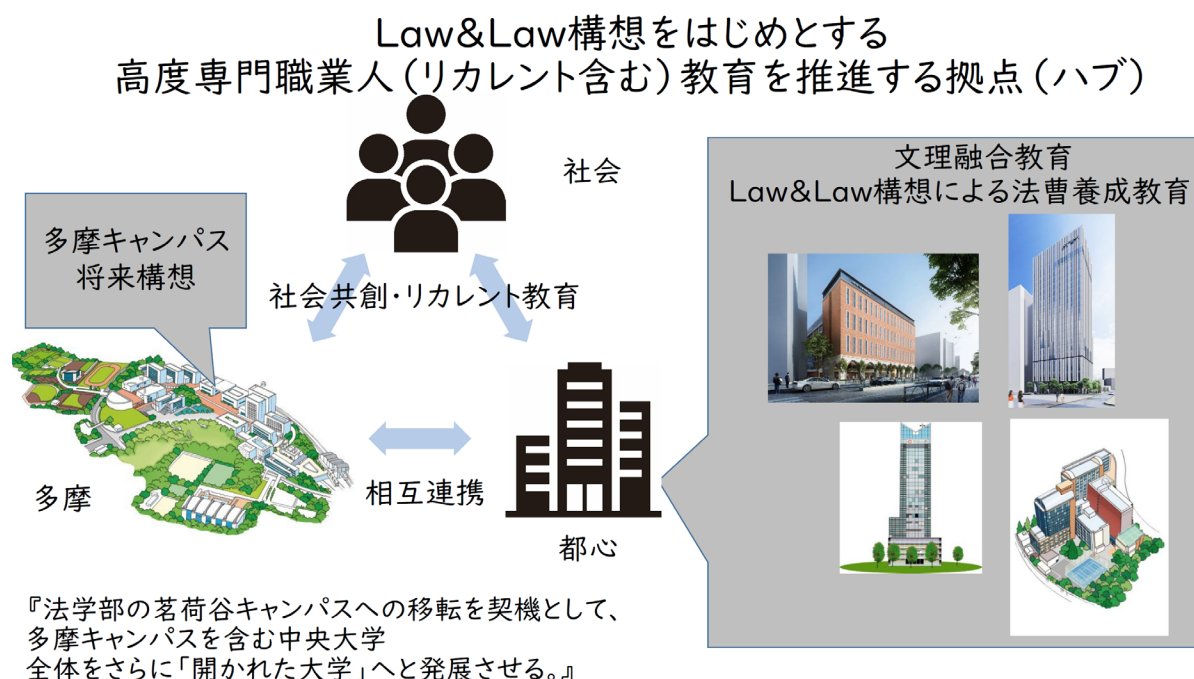 Law&Law構想をはじめとする
高度専門職業人(リカレント含む)教育を推進する拠点(ハブ)
社会
文理融合教育
Law&Law構想による法曹養成教育
多摩キャンパス
将来構想
社会共創・リカレント教育
多摩
相互連携
都心
『法学部の茗荷谷キャンパスへの移転を契機として、
多摩キャンパスを含む中央大学
全体をさらに「開かれた大学」へと発展させる。』